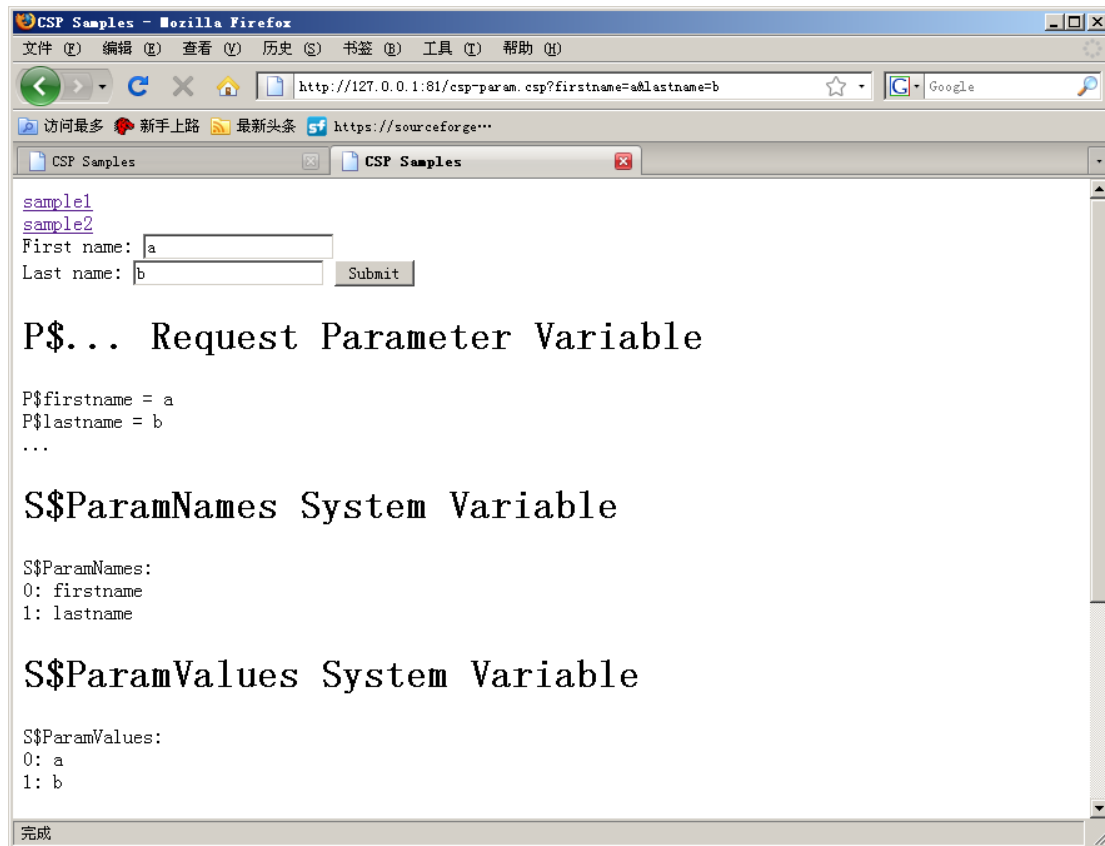 CSP Samples - Mozilla Firefox
文件 (F) 编辑 (E) 查看 (V) 历史 (S) 书签 (B) 工具 (T) 帮助 (H)
http://127.0.0.1:81/csp-param.csp?firstname=a&lastname=b
G Google
访问最多 新手上路 最新头条 sf https://sourceforge…
CSP Samples CSP Samples
sample1
sample2
First name: a
Last name: b Submit
P$... Request Parameter Variable
P$firstname = a
P$lastname = b
...
S$ParamNames System Variable
S$ParamNames:
0: firstname
1: lastname
S$ParamValues System Variable
S$ParamValues:
0: a
1: b
完成